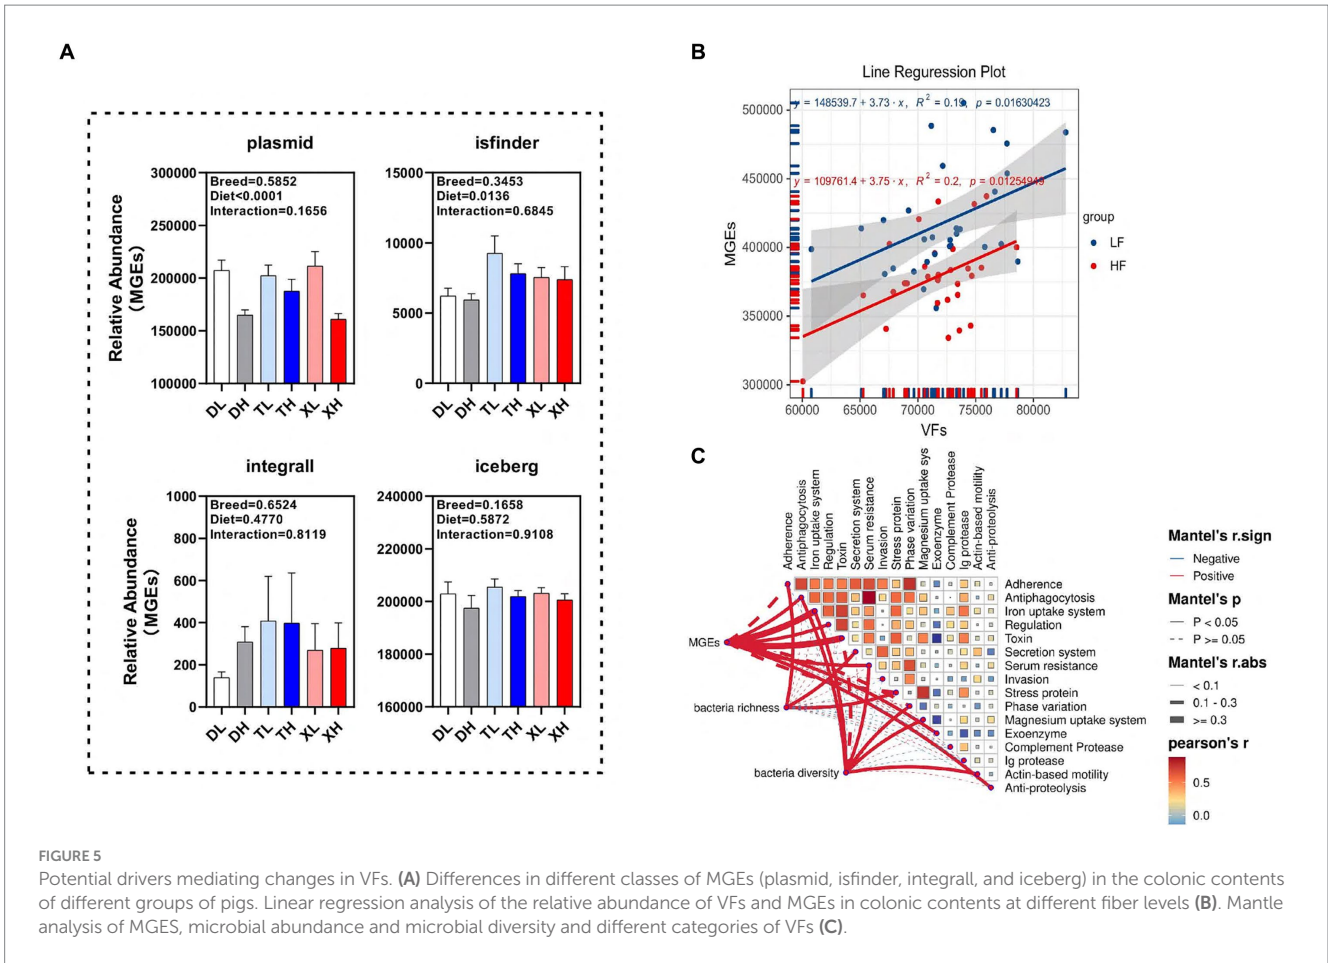 A
plasmid
Relative Abundance
(MGEs)
300000
250000
200000
150000
100000
Breed=0.5852
Diet<0.0001
Interaction=0.1656
DL
DH
TL
TH
XL
XH
isfinder
15000
10000
5000
0
Breed=0.3453
Diet=0.0136
Interaction=0.6845
DL
DH
TL
TH
XL
XH
integrall
Relative Abundance
(MGEs)
1000
800
600
400
200
0
Breed=0.6524
Diet=0.4770
Interaction=0.8119
DL
DH
TL
TH
XL
XH
iceberg
240000
220000
200000
180000
160000
Breed=0.1658
Diet=0.5872
Interaction=0.9108
DL
DH
TL
TH
XL
XH
B
Line Reguression Plot
y = 148539.7 + 3.73 · x, R² = 0.19, p = 0.01630423
y = 109761.4 + 3.75 · x, R² = 0.2, p = 0.01254949
MGEs
500000
450000
400000
350000
300000
60000
65000
70000
75000
80000
VFs
group
LF
HF
C
Adherence
Antiphagocytosis
Iron uptake system
Regulation
Toxin
Secretion system
Serum resistance
Invasion
Stress protein
Phase variation
Magnesium uptake sys
Exoenzyme
Complement Protease
Ig protease
Actin-based motility
Anti-proteolysis
Adherence
Antiphagocytosis
Iron uptake system
Regulation
Toxin
Secretion system
Serum resistance
Invasion
Stress protein
Phase variation
Magnesium uptake system
Exoenzyme
Complement Protease
Ig protease
Actin-based motility
Anti-proteolysis
MGEs
bacteria richness
bacteria diversity
Mantel's r.sign
Negative
Positive
Mantel's p
P < 0.05
P >= 0.05
Mantel's r.abs
< 0.1
0.1 - 0.3
>= 0.3
pearson's r
0.5
0.0
FIGURE 5
Potential drivers mediating changes in VFs. (A) Differences in different classes of MGEs (plasmid, isfinder, integrall, and iceberg) in the colonic contents
of different groups of pigs. Linear regression analysis of the relative abundance of VFs and MGEs in colonic contents at different fiber levels (B). Mantle
analysis of MGES, microbial abundance and microbial diversity and different categories of VFs (C).